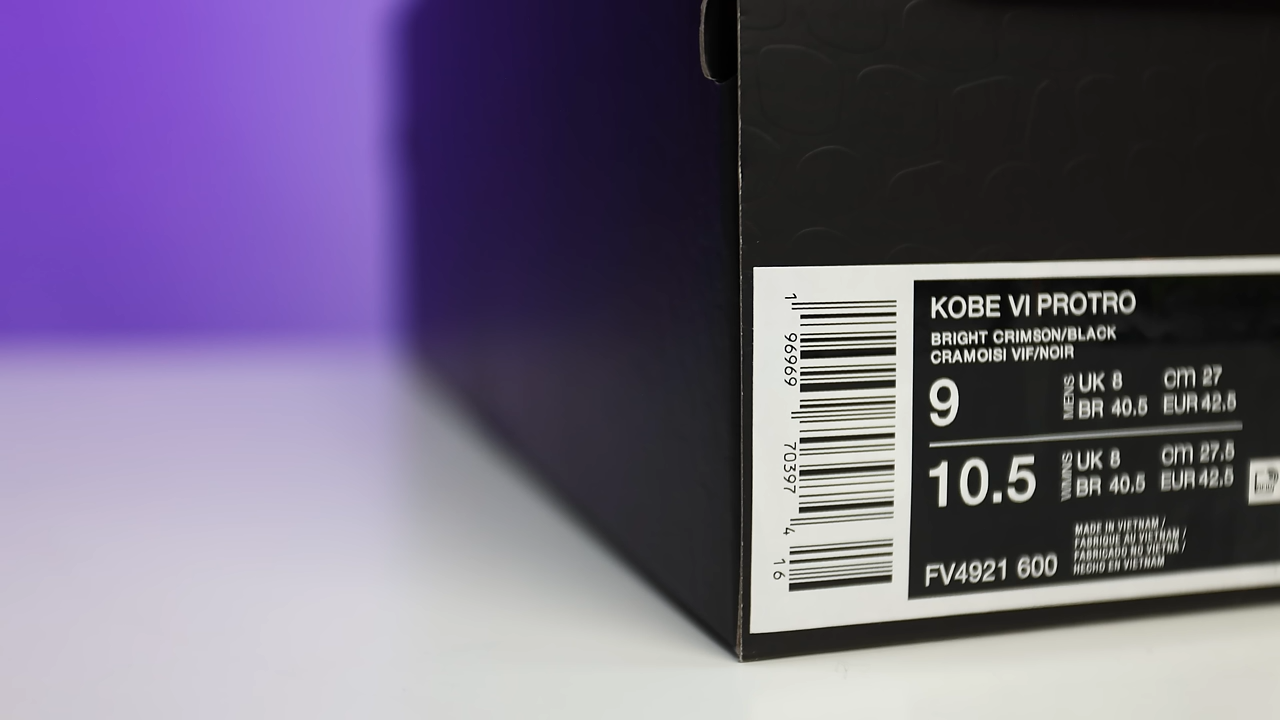 1
96969
70397
4
16
KOBE VI PROTRO
BRIGHT CRIMSON/BLACK
CRAMOISI VIF/NOIR
9
MENS
UK 8
cm 27
BR 40.5
EUR 42.5
10.5
WMNS
UK 8
cm 27.5
BR 40.5
EUR 42.5
FV4921 600
MADE IN VIETNAM /
FABRIQUE AU VIETNAM /
FABRICADO NO VIETNA /
HECHO EN VIETNAM